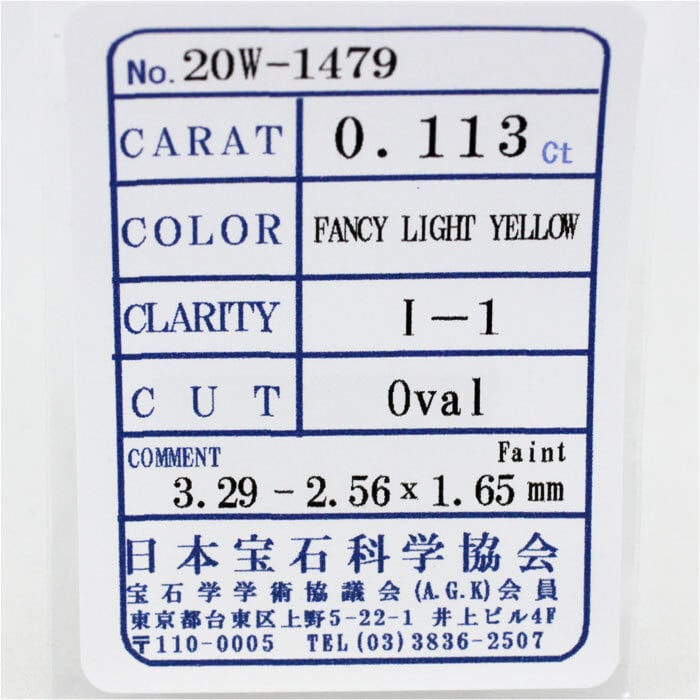 No. 20W-1479
CARAT 0.113 Ct
COLOR FANCY LIGHT YELLOW
CLARITY I-1
CUT Oval
COMMENT Faint
3.29 - 2.56 x 1.65 mm
日本宝石科学協会
宝石学学術協議会(A.G.K)会員
東京都台東区上野5-22-1 井上ビル4F
〒110-0005 TEL(03)3836-2507